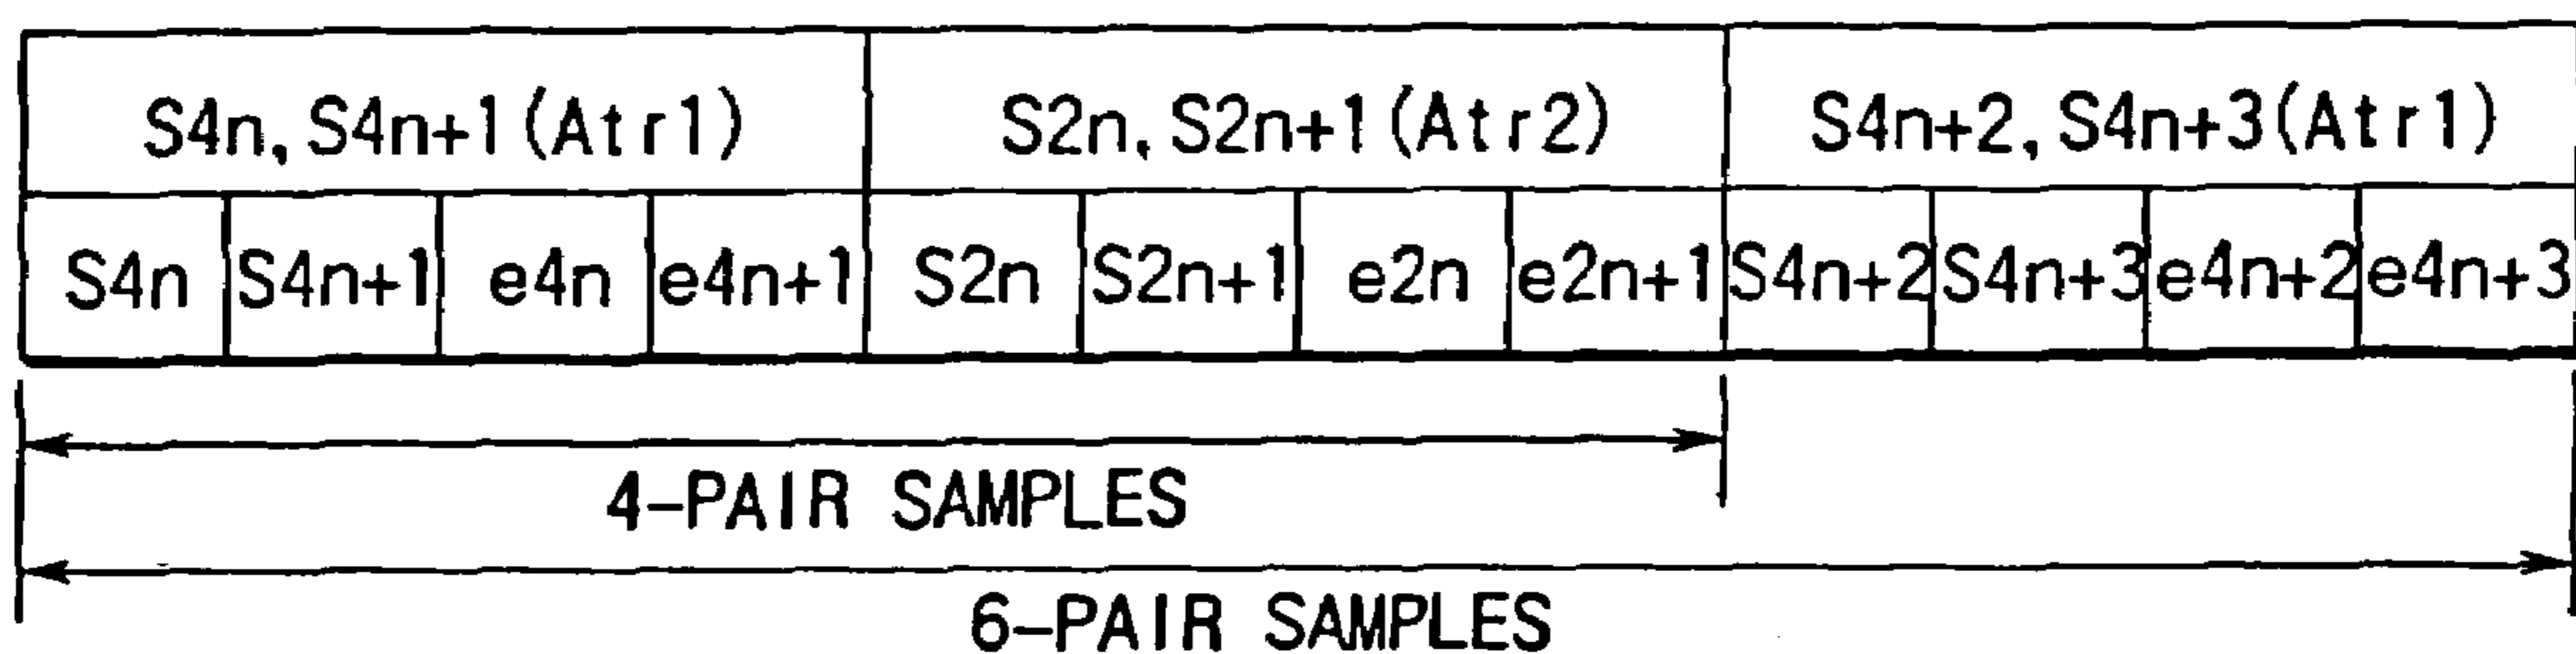 S4n, S4n+1(Atr1) S2n, S2n+1(Atr2) S4n+2, S4n+3(Atr1)
S4n S4n+1 e4n e4n+1 S2n S2n+1 e2n e2n+1 S4n+2 S4n+3 e4n+2 e4n+3
4-PAIR SAMPLES
6-PAIR SAMPLES